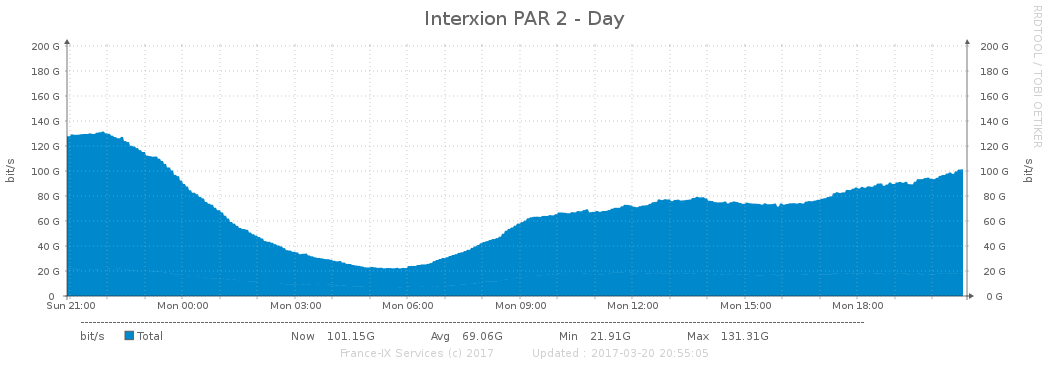 Interxion PAR 2 - Day
RRDTOOL / TOBI OETIKER
bit/s
200 G 200 G
180 G 180 G
160 G 160 G
140 G 140 G
120 G 120 G
100 G 100 G
80 G 80 G
60 G 60 G
40 G 40 G
20 G 20 G
0 0 G
bit/s
Sun 21:00 Mon 00:00 Mon 03:00 Mon 06:00 Mon 09:00 Mon 12:00 Mon 15:00 Mon 18:00
bit/s Total Now 101.15G Avg 69.06G Min 21.91G Max 131.31G
France-IX Services (c) 2017 Updated : 2017-03-20 20:55:05